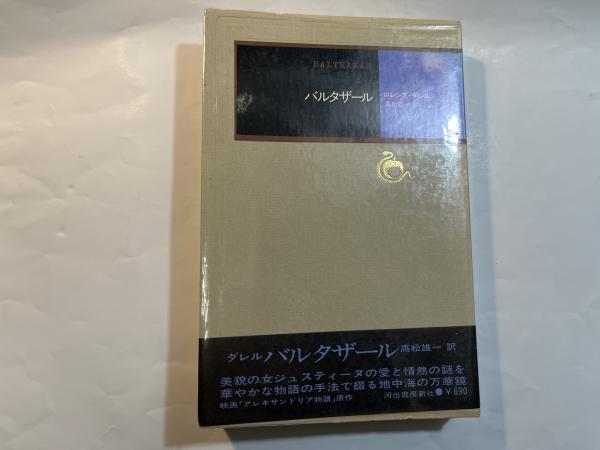 BALTHAZAR
バルタザール
ロレンス・ダレル
高松雄一
ダレル バルタザール 高松雄一 訳
美貌の女ジュスティーヌの愛と情熱の謎を
華やかな物語の手法で綴る地中海の万華鏡
映画「アレキサンドリア物語」原作 河出書房新社●￥690